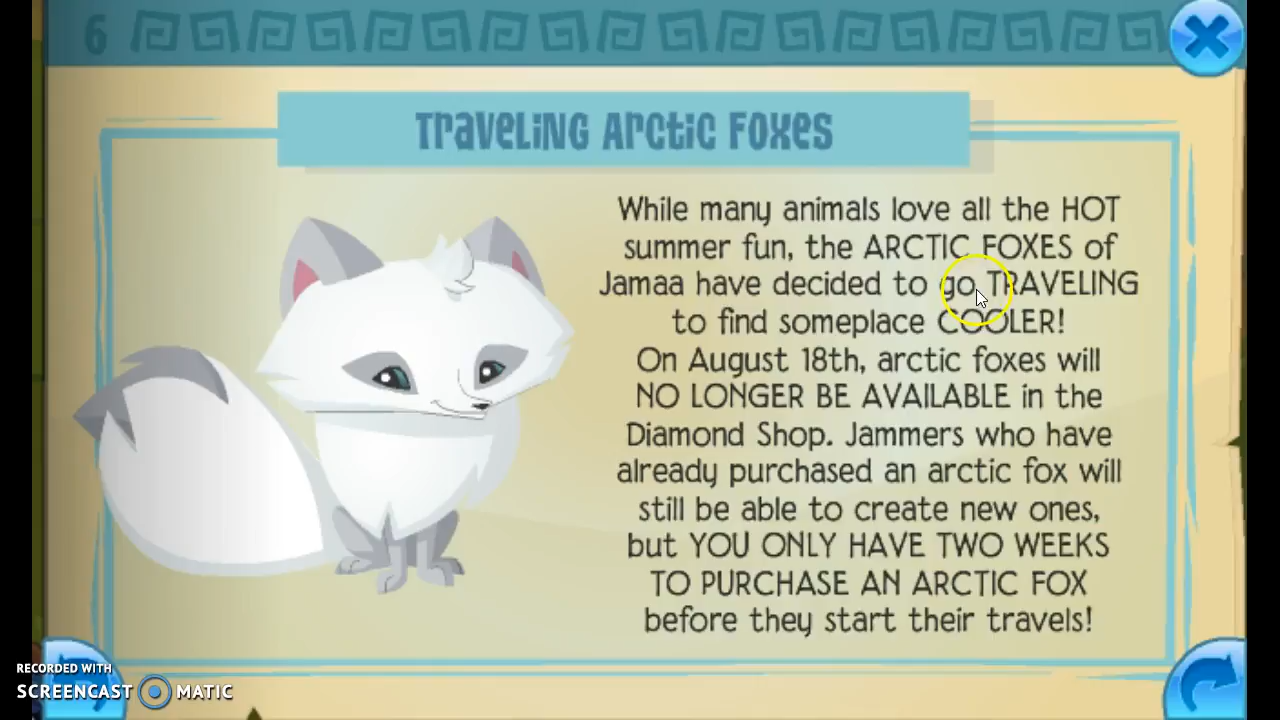 6
Traveling Arctic Foxes
While many animals love all the HOT
summer fun, the ARCTIC FOXES of
Jamaa have decided to go TRAVELING
to find someplace COOLER!
On August 18th, arctic foxes will
NO LONGER BE AVAILABLE in the
Diamond Shop. Jammers who have
already purchased an arctic fox will
still be able to create new ones,
but YOU ONLY HAVE TWO WEEKS
TO PURCHASE AN ARCTIC FOX
before they start their travels!
RECORDED WITH
SCREENCAST MATIC